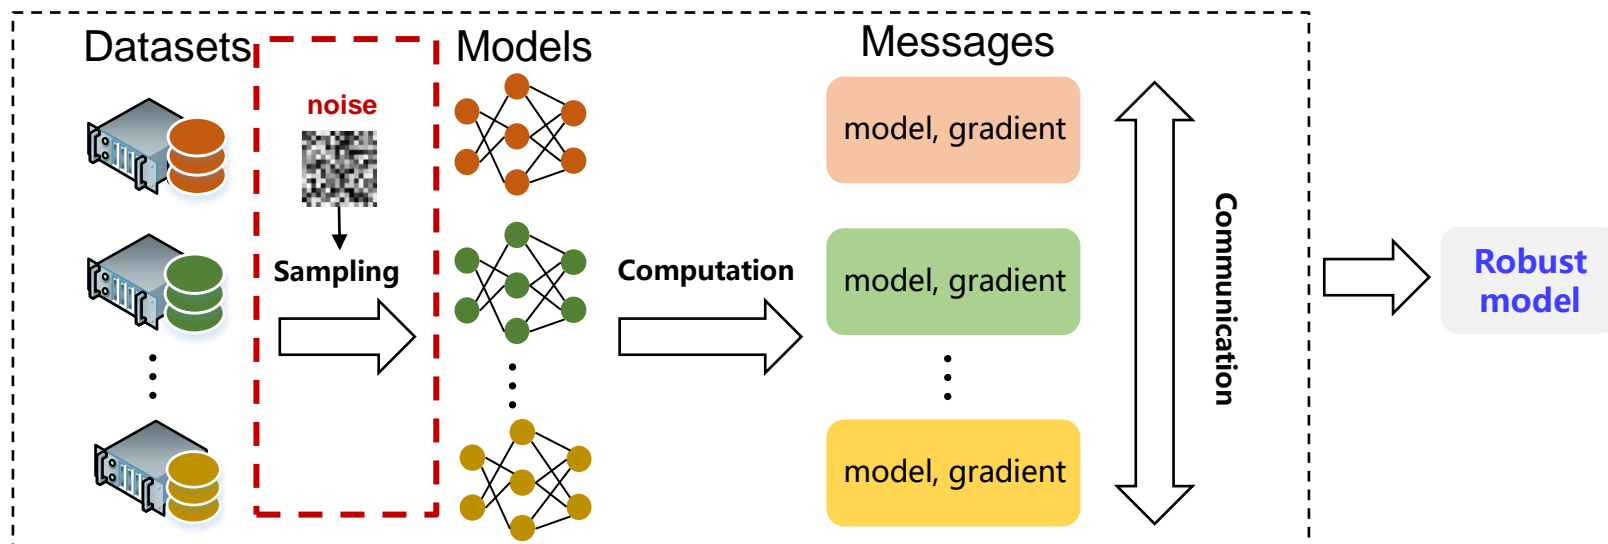 Datasets
noise
Sampling
Models
Computation
Messages
model, gradient
model, gradient
model, gradient
Communication
Robust
model